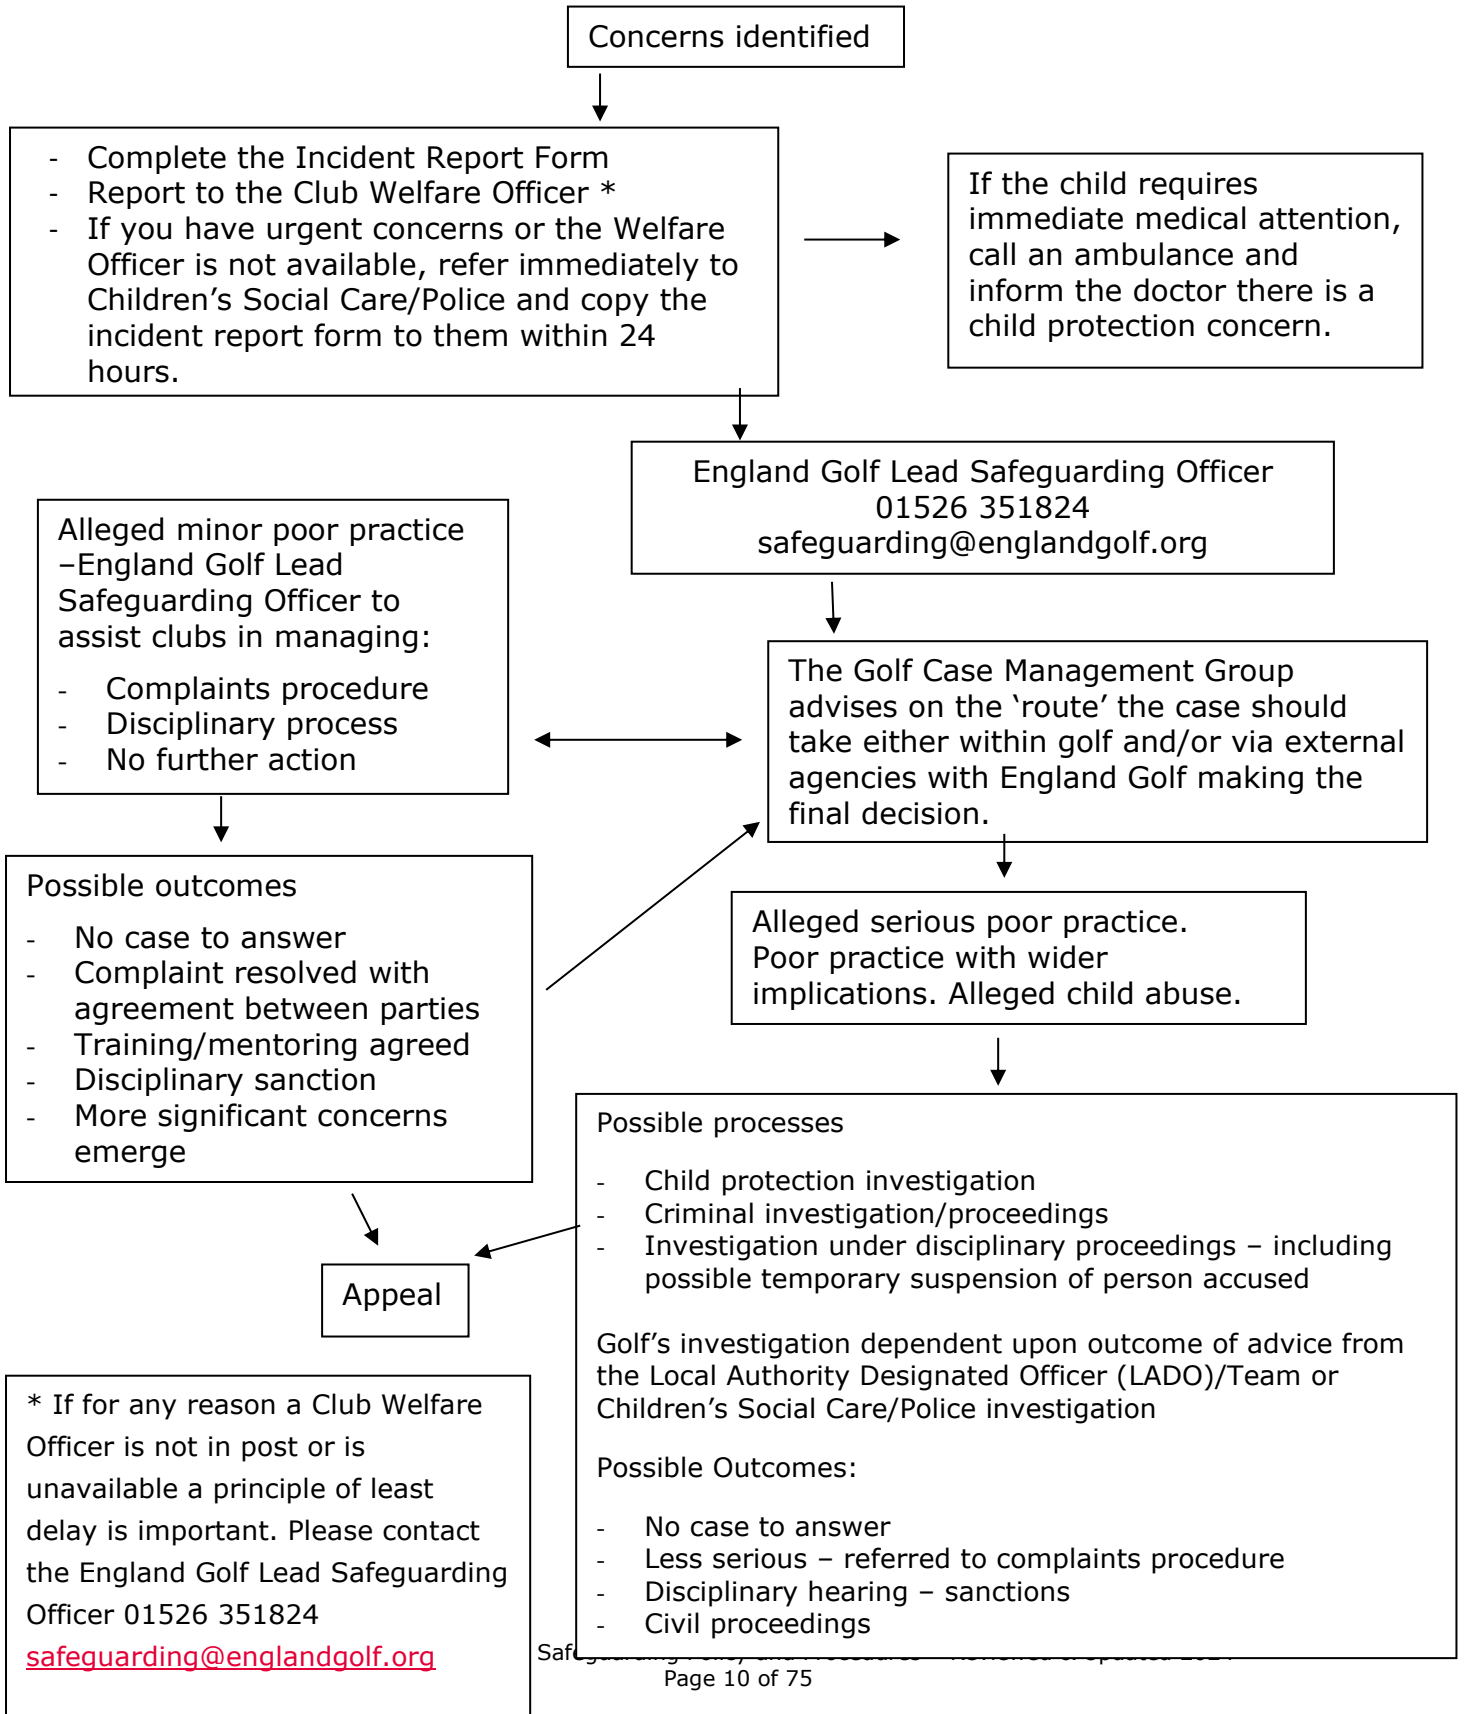 Concerns identified
- Complete the Incident Report Form
- Report to the Club Welfare Officer *
- If you have urgent concerns or the Welfare
Officer is not available, refer immediately to
Children’s Social Care/Police and copy the
incident report form to them within 24
hours.
If the child requires
immediate medical attention,
call an ambulance and
inform the doctor there is a
child protection concern.
England Golf Lead Safeguarding Officer
01526 351824
safeguarding@englandgolf.org
Alleged minor poor practice
–England Golf Lead
Safeguarding Officer to
assist clubs in managing:
- Complaints procedure
- Disciplinary process
- No further action
The Golf Case Management Group
advises on the ‘route’ the case should
take either within golf and/or via external
agencies with England Golf making the
final decision.
Possible outcomes
- No case to answer
- Complaint resolved with
agreement between parties
- Training/mentoring agreed
- Disciplinary sanction
- More significant concerns
emerge
Alleged serious poor practice.
Poor practice with wider
implications. Alleged child abuse.
Possible processes
- Child protection investigation
- Criminal investigation/proceedings
- Investigation under disciplinary proceedings – including
possible temporary suspension of person accused
Golf’s investigation dependent upon outcome of advice from
the Local Authority Designated Officer (LADO)/Team or
Children’s Social Care/Police investigation
Possible Outcomes:
- No case to answer
- Less serious – referred to complaints procedure
- Disciplinary hearing – sanctions
- Civil proceedings
Appeal
* If for any reason a Club Welfare
Officer is not in post or is
unavailable a principle of least
delay is important. Please contact
the England Golf Lead Safeguarding
Officer 01526 351824
safeguarding@englandgolf.org
Page 10 of 75